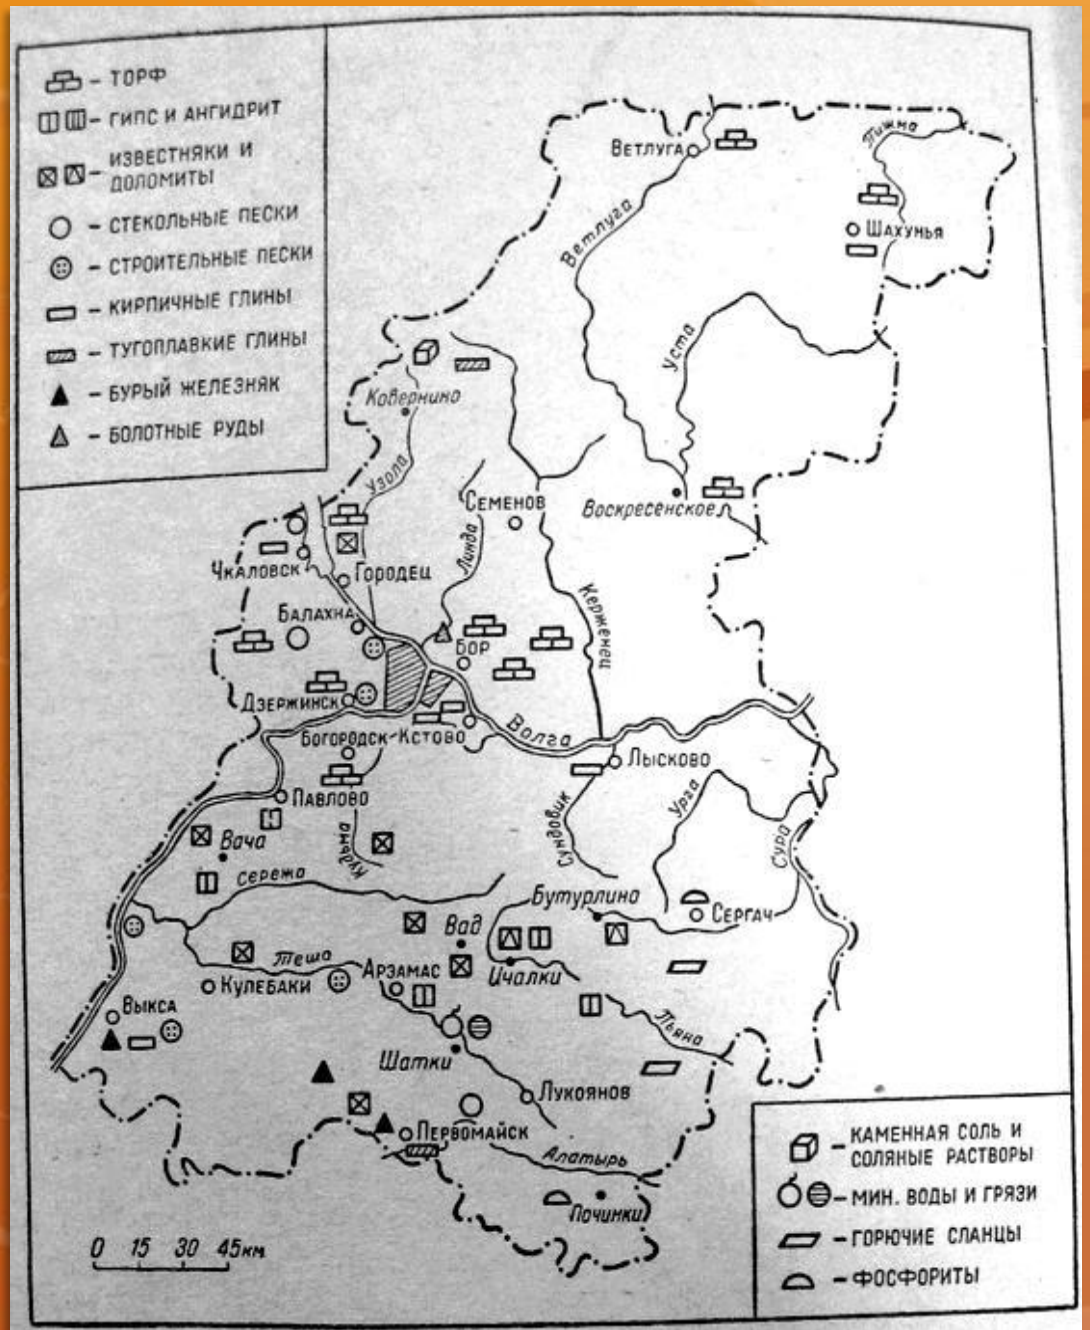 – ТОРФ
– ГИПС И АНГИДРИТ
– ИЗВЕСТНЯКИ И
ДОЛОМИТЫ
– СТЕКОЛЬНЫЕ ПЕСКИ
– СТРОИТЕЛЬНЫЕ ПЕСКИ
– КИРПИЧНЫЕ ГЛИНЫ
– ТУГОПЛАВКИЕ ГЛИНЫ
– БУРЫЙ ЖЕЛЕЗНЯК
– БОЛОТНЫЕ РУДЫ
ВЕТЛУГА
Пижма
Ветлуга
ШАХУНЬЯ
Уста
Ковернино
Узола
СЕМЕНОВ
Воскресенское
Линда
ЧКАЛОВСК
ГОРОДЕЦ
Керженец
БАЛАХНА
БОР
ДЗЕРЖИНСК
Волга
БОГОРОДСК
КСТОВО
ЛЫСКОВО
ПАВЛОВО
Сундовик
Урга
Сура
Вача
Кудьма
Сережа
Бутурлино
СЕРГАЧ
Вад
Теша
АРЗАМАС
Ичалки
КУЛЕБАКИ
ВЫКСА
Пьяна
Шатки
ЛУКОЯНОВ
ПЕРВОМАЙСК
Алатырь
Починки
0 15 30 45 км
– КАМЕННАЯ СОЛЬ И
СОЛЯНЫЕ РАСТВОРЫ
– МИН. ВОДЫ И ГРЯЗИ
– ГОРЮЧИЕ СЛАНЦЫ
– ФОСФОРИТЫ